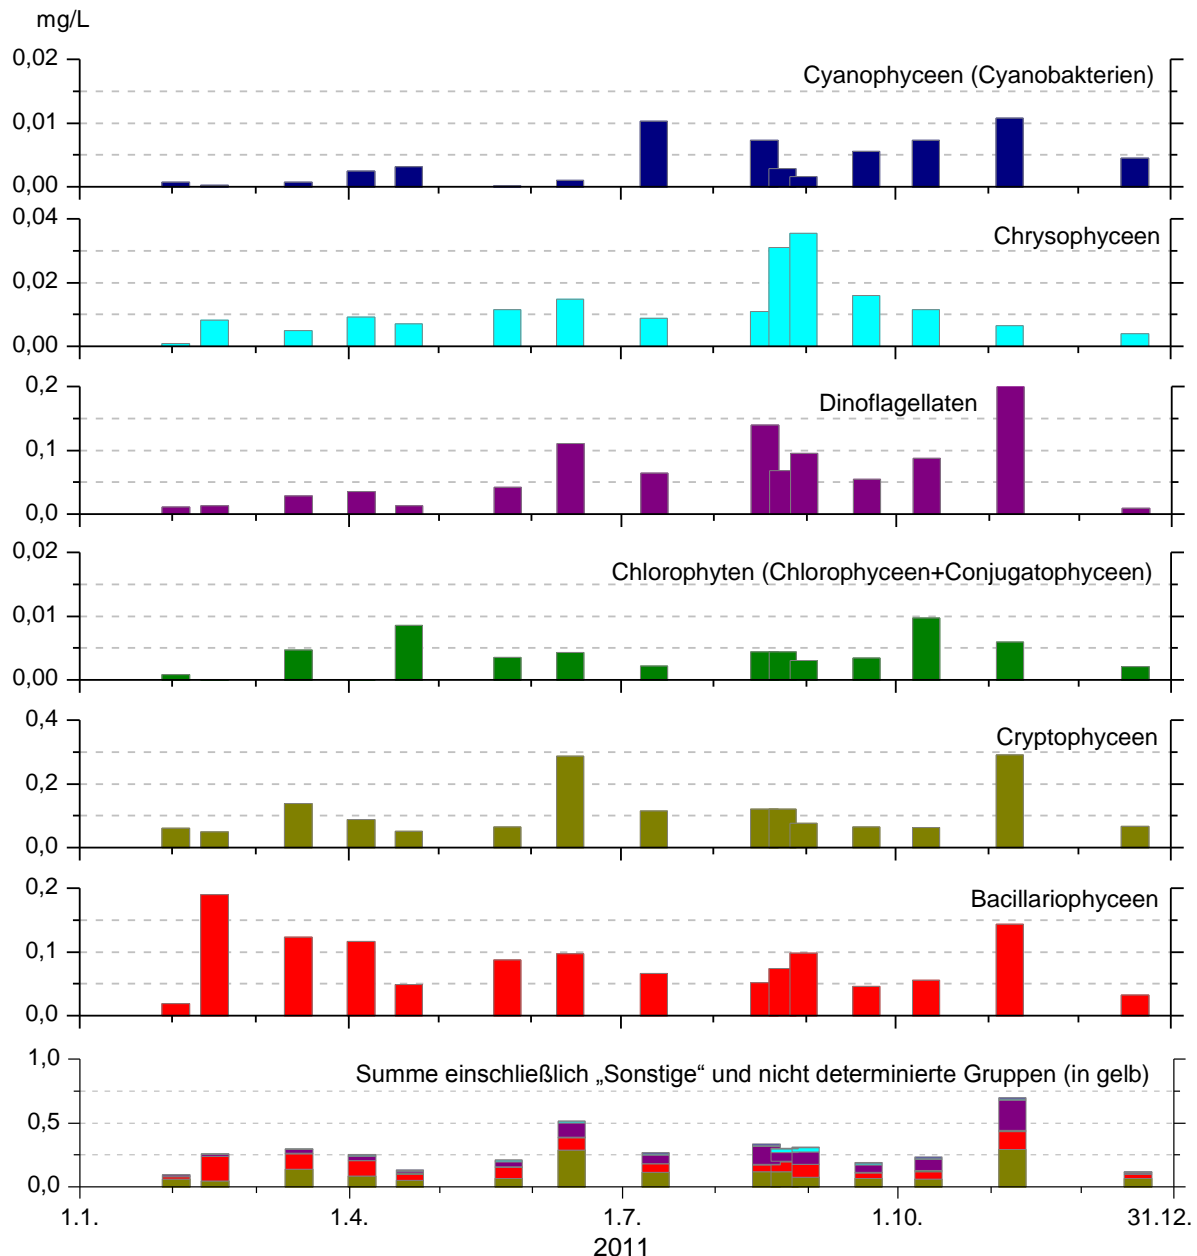 mg/L
0,02
0,01
0,00
Cyanophyceen (Cyanobakterien)
0,04
0,02
0,00
Chrysophyceen
0,2
0,1
0,0
Dinoflagellaten
0,02
0,01
0,00
Chlorophyten (Chlorophyceen+Conjugatophyceen)
0,4
0,2
0,0
Cryptophyceen
0,2
0,1
0,0
Bacillariophyceen
1,0
0,5
0,0
Summe einschließlich „Sonstige“ und nicht determinierte Gruppen (in gelb)
1.1. 1.4. 1.7. 1.10. 31.12.
2011